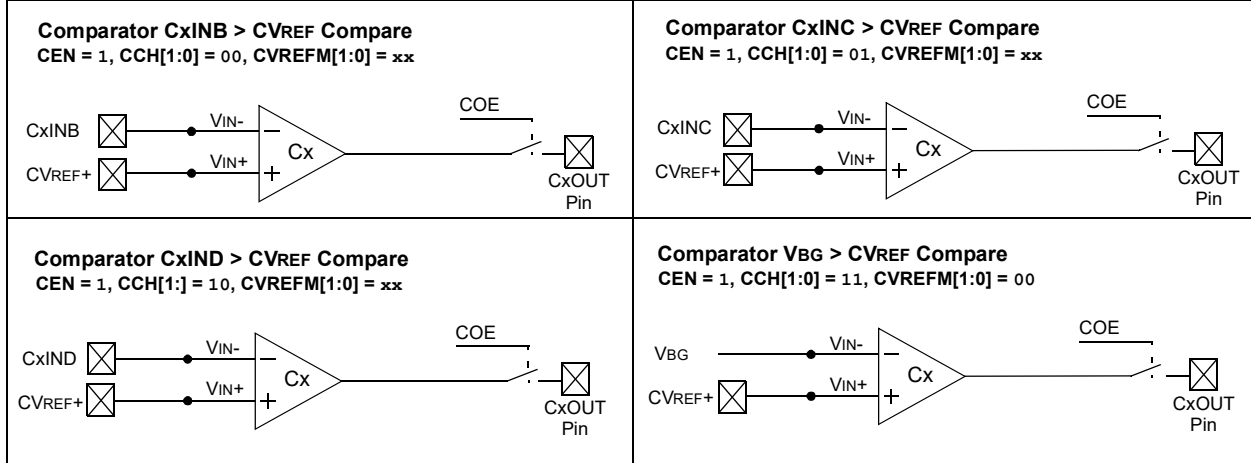 Comparator CxINB > CVREF Compare
CEN = 1, CCH[1:0] = 00, CVREFM[1:0] = xx
COE
CxINB
VIN-
Cx
CVREF+
VIN+
CxOUT
Pin
Comparator CxINC > CVREF Compare
CEN = 1, CCH[1:0] = 01, CVREFM[1:0] = xx
COE
CxINC
VIN-
Cx
CVREF+
VIN+
CxOUT
Pin
Comparator CxIND > CVREF Compare
CEN = 1, CCH[1:] = 10, CVREFM[1:0] = xx
COE
CxIND
VIN-
Cx
CVREF+
VIN+
CxOUT
Pin
Comparator VBG > CVREF Compare
CEN = 1, CCH[1:0] = 11, CVREFM[1:0] = 00
COE
VBG
VIN-
Cx
CVREF+
VIN+
CxOUT
Pin